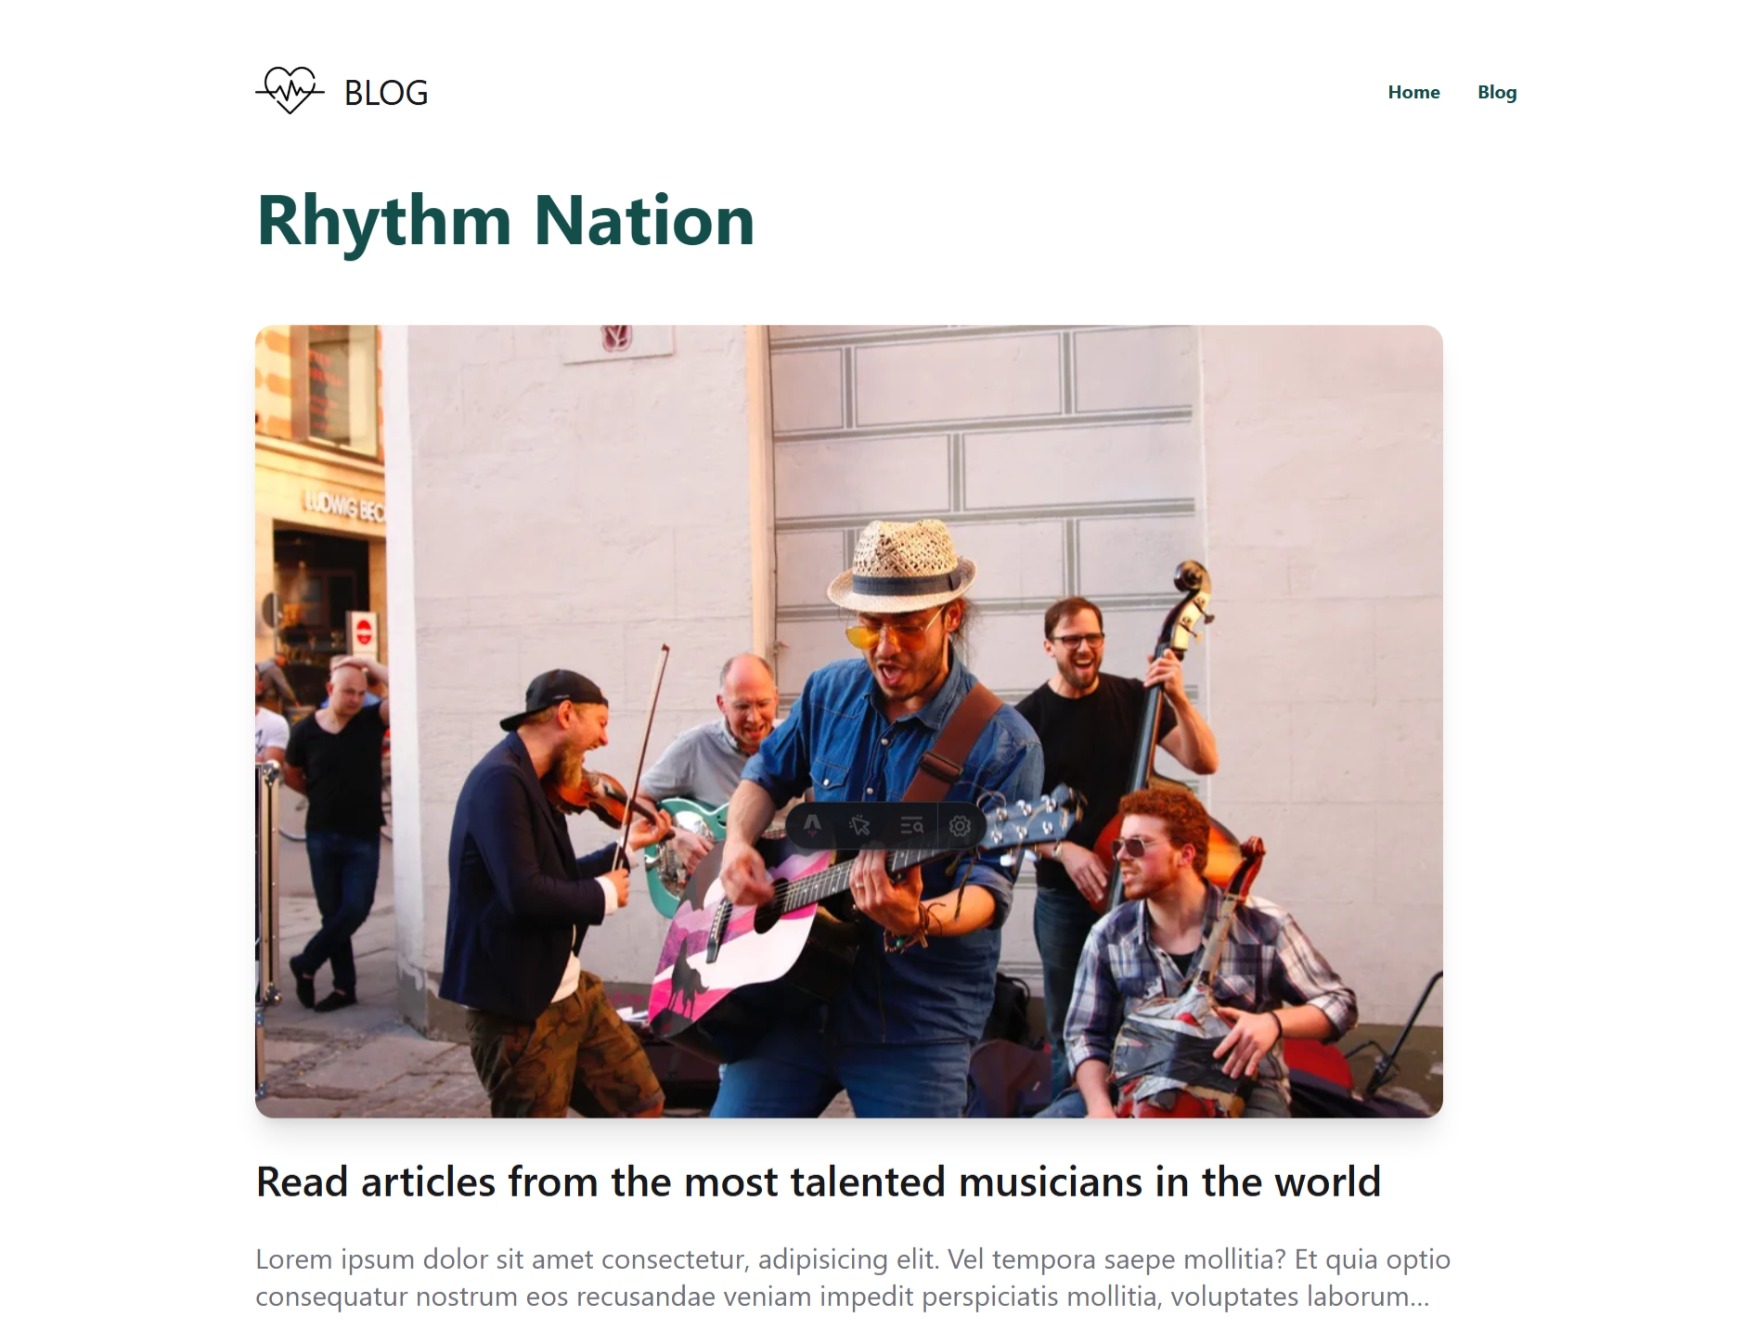 BLOG
Home
Blog
Rhythm Nation
LUDWIG BEC
Read articles from the most talented musicians in the world
Lorem ipsum dolor sit amet consectetur, adipisicing elit. Vel tempora saepe mollitia? Et quia optio
consequatur nostrum eos recusandae veniam impedit perspiciatis mollitia, voluptates laborum...